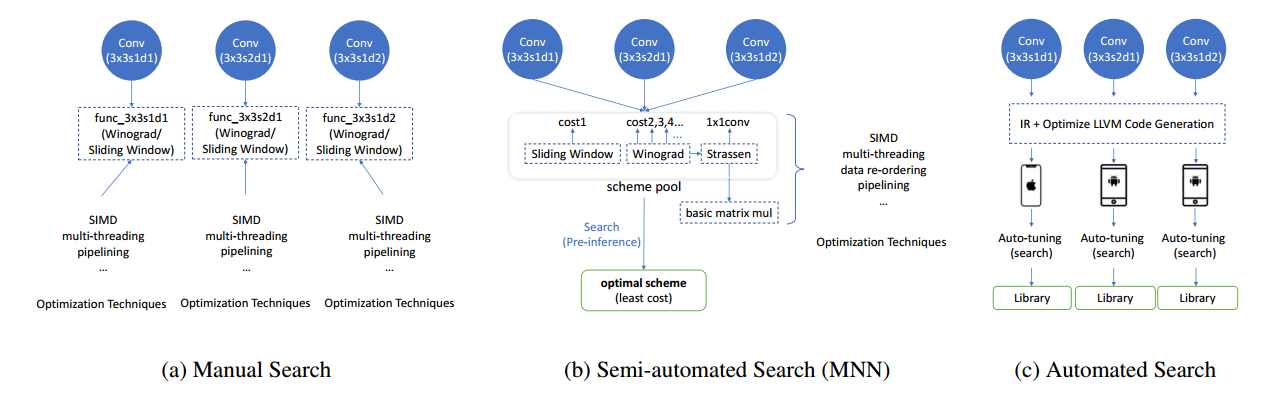 Conv
(3x3s1d1)
Conv
(3x3s2d1)
Conv
(3x3s1d2)
func_3x3s1d1
(Winograd/
Sliding Window)
func_3x3s2d1
(Winograd/
Sliding Window)
func_3x3s1d2
(Winograd/
Sliding Window)
SIMD
multi-threading
pipelining
...
SIMD
multi-threading
pipelining
...
SIMD
multi-threading
pipelining
...
Optimization Techniques
Optimization Techniques
Optimization Techniques
(a) Manual Search
Conv
(3x3s1d1)
Conv
(3x3s2d1)
Conv
(3x3s1d2)
cost1
cost2,3,4...
1x1conv
...
Sliding Window
Winograd
Strassen
scheme pool
basic matrix mul
SIMD
multi-threading
data re-ordering
pipelining
...
Optimization Techniques
Search
(Pre-inference)
optimal scheme
(least cost)
(b) Semi-automated Search (MNN)
Conv
(3x3s1d1)
Conv
(3x3s2d1)
Conv
(3x3s1d2)
IR + Optimize LLVM Code Generation
Auto-tuning
(search)
Auto-tuning
(search)
Auto-tuning
(search)
Library
Library
Library
(c) Automated Search